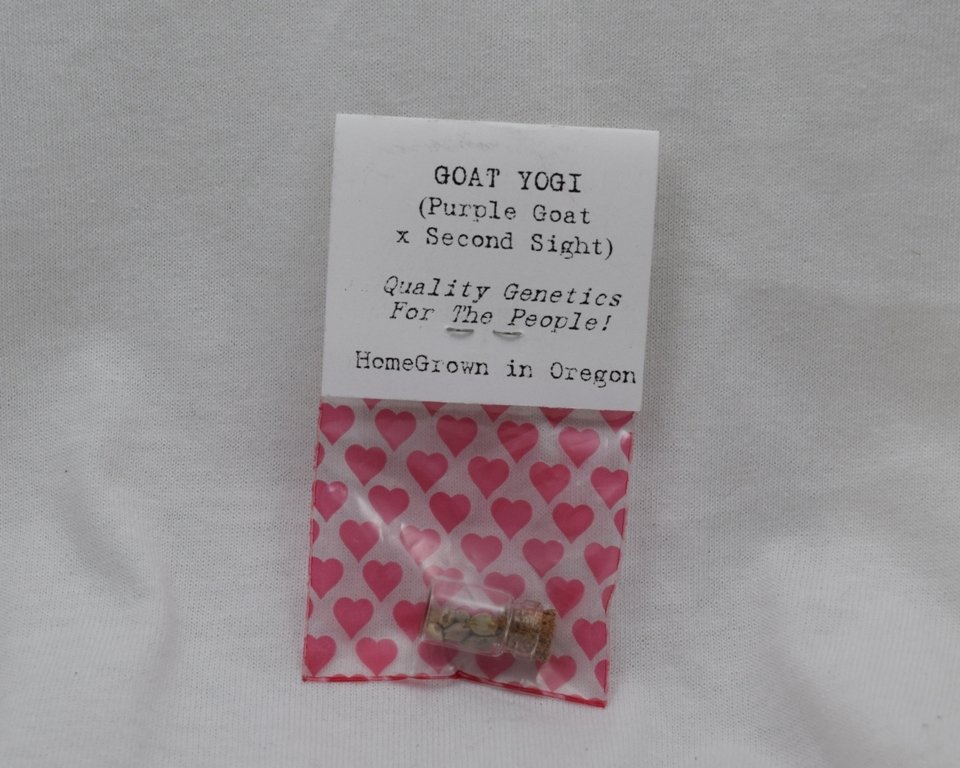 GOAT YOGI
(Purple Goat
x Second Sight)
Quality Genetics
For The People!
HomeGrown in Oregon